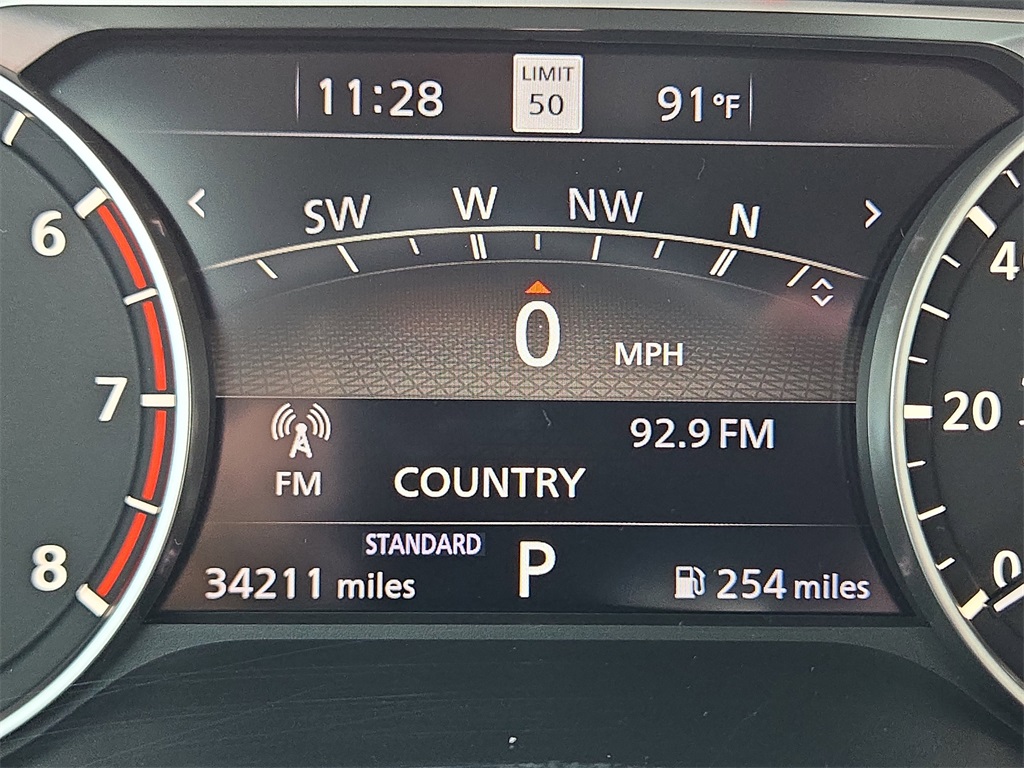 11:28
LIMIT
50
91°F
SW W NW N
0 MPH
6
7
8
FM
92.9 FM
COUNTRY
STANDARD
34211 miles
P
254 miles
20
0